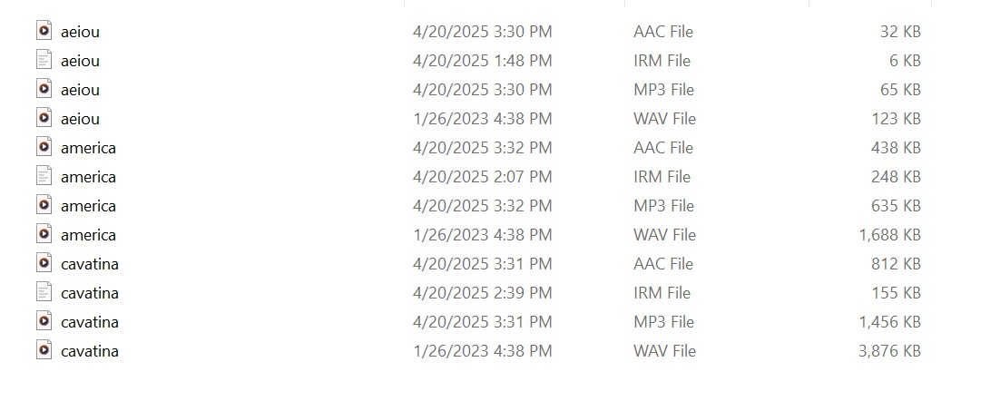 aeiou 4/20/2025 3:30 PM AAC File 32 KB
aeiou 4/20/2025 1:48 PM IRM File 6 KB
aeiou 4/20/2025 3:30 PM MP3 File 65 KB
aeiou 1/26/2023 4:38 PM WAV File 123 KB
america 4/20/2025 3:32 PM AAC File 438 KB
america 4/20/2025 2:07 PM IRM File 248 KB
america 4/20/2025 3:32 PM MP3 File 635 KB
america 1/26/2023 4:38 PM WAV File 1,688 KB
cavatina 4/20/2025 3:31 PM AAC File 812 KB
cavatina 4/20/2025 2:39 PM IRM File 155 KB
cavatina 4/20/2025 3:31 PM MP3 File 1,456 KB
cavatina 1/26/2023 4:38 PM WAV File 3,876 KB